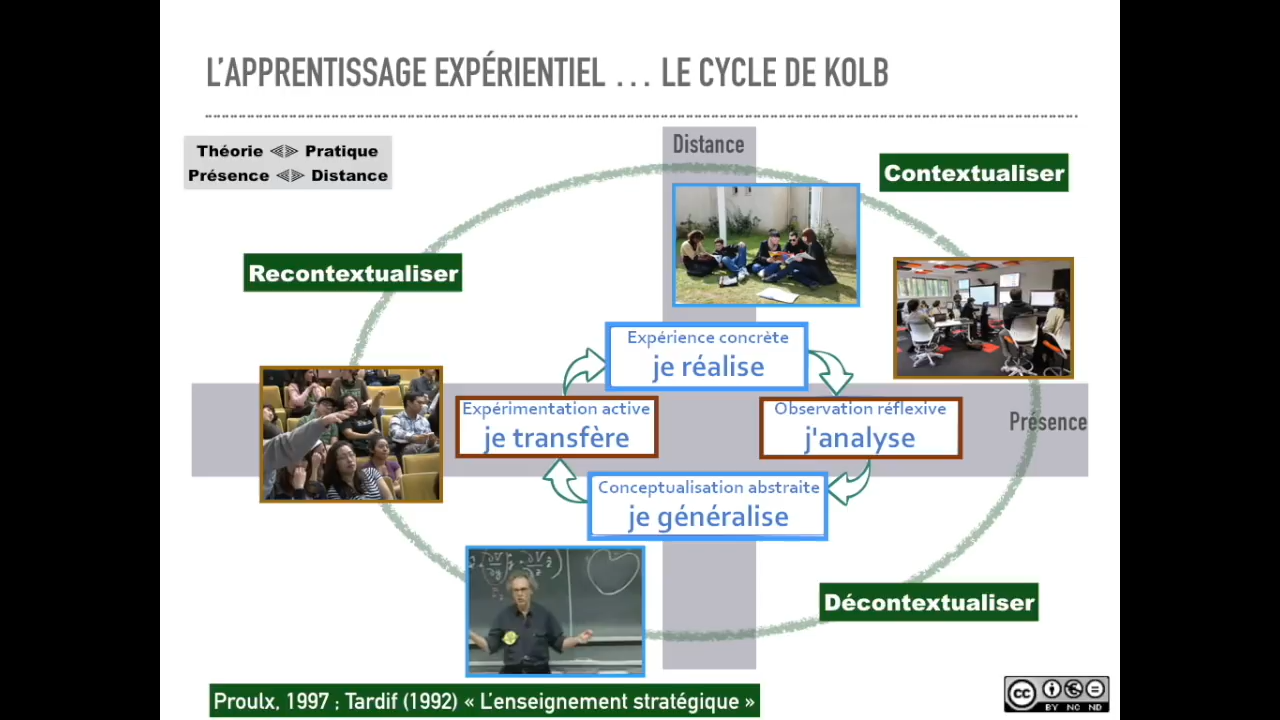 L'APPRENTISSAGE EXPÉRIENTIEL ... LE CYCLE DE KOLB
Théorie Pratique
Présence Distance
Distance
Contextualiser
Recontextualiser
Expérience concrète
je réalise
Expérimentation active
je transfère
Observation réflexive
j'analyse
Présence
Conceptualisation abstraite
je généralise
Décontextualiser
Proulx, 1997 ; Tardif (1992) « L'enseignement stratégique »
cc
BY NC ND